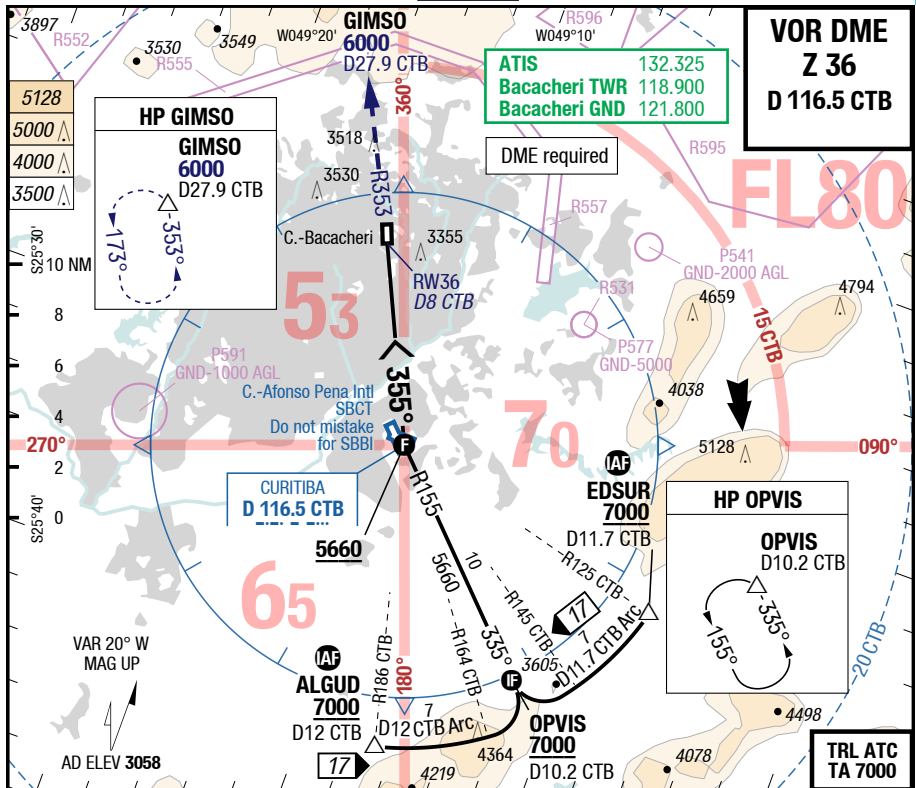 3897
R552
3530
3549
R555
W049°20'
GIMSO
6000
D27.9 CTB
360°
R596
W049°10'
VOR DME
Z 36
D 116.5 CTB
ATIS 132.325
Bacacheri TWR 118.900
Bacacheri GND 121.800
DME required
R595
FL80
5128
5000
4000
3500
HP GIMSO
GIMSO
6000
D27.9 CTB
173°
353°
3518
3530
R353
C.-Bacacheri
3355
RW36
D8 CTB
R557
P541
GND-2000 AGL
R531
P577
GND-5000
4659
4794
15 CTB
S25°30'
10 NM
8
6
4
2
0
S25°40'
53
P591
GND-1000 AGL
C.-Afonso Pena Intl
SBCT
Do not mistake
for SBBI
355°
4038
70
270°
090°
F
5128
IAF
EDSUR
7000
D11.7 CTB
CURITIBA
D 116.5 CTB
5660
R155
10
5660
335°
HP OPVIS
OPVIS
D10.2 CTB
155°
335°
R125 CTB
R145 CTB
17
7
D11.7 CTB Arc
R164 CTB
R186 CTB
65
VAR 20° W
MAG UP
AD ELEV 3058
IAF
ALGUD
7000
D12 CTB
180°
7
D12 CTB Arc
17
3605
IF
OPVIS
7000
D10.2 CTB
4364
4219
4078
4498
20 CTB
TRL ATC
TA 7000